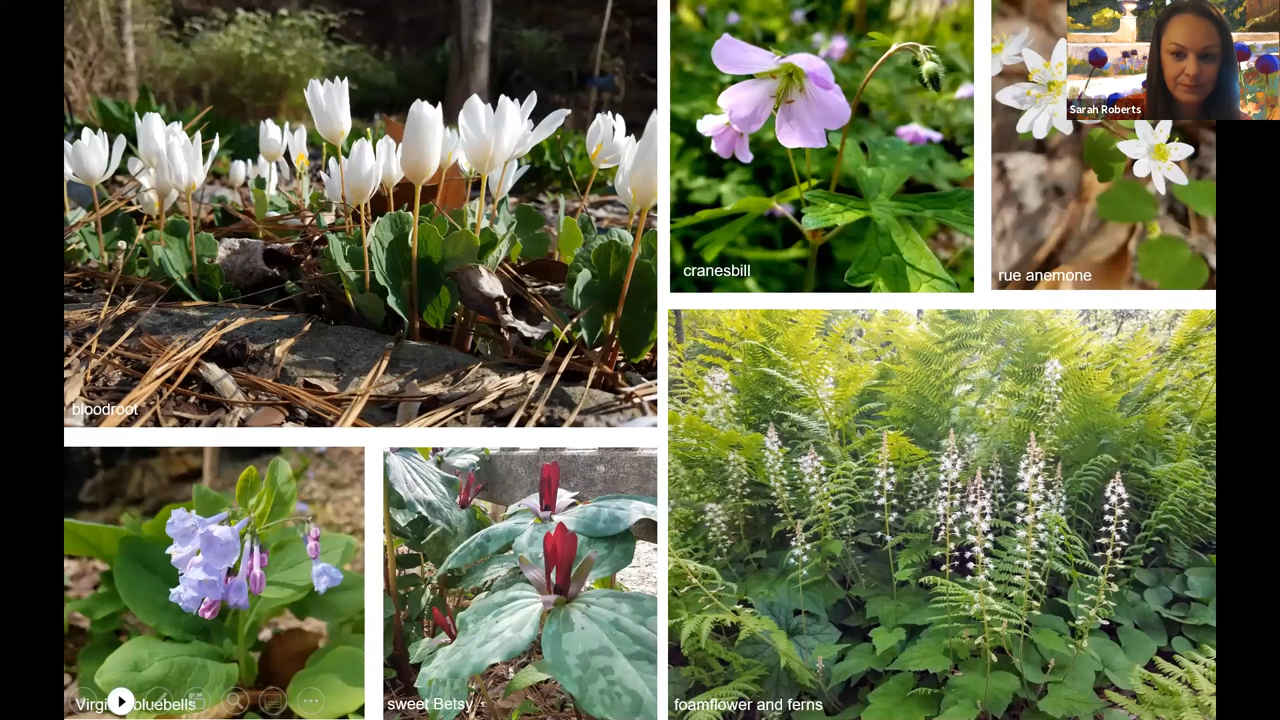 Sarah Roberts
cranesbill
rue anemone
bloodroot
bluebells
sweet Betsy
foamflower and ferns